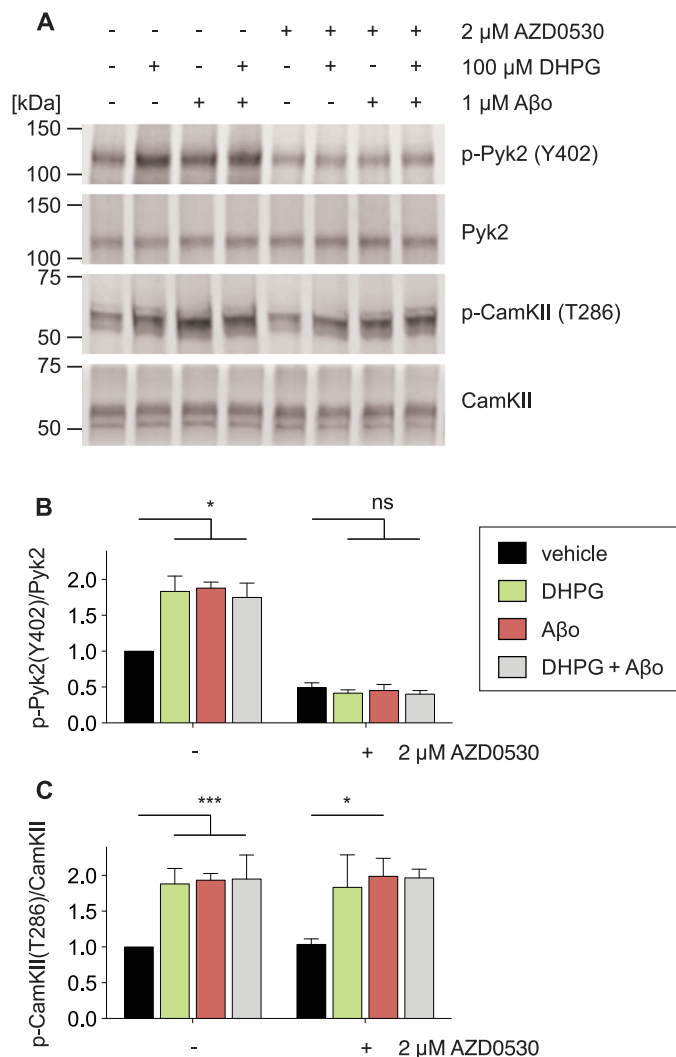 A
- - - - + + + + 2 µM AZD0530
- + - + - + - + 100 µM DHPG
[kDa] - - + + - - + + 1 µM Aβo
150
100
p-Pyk2 (Y402)
150
100
Pyk2
75
50
p-CamKII (T286)
75
50
CamKII
B
* ns
p-Pyk2(Y402)/Pyk2
2.0
1.5
1.0
0.5
0.0
- + 2 µM AZD0530
vehicle
DHPG
Aβo
DHPG + Aβo
C
*** *
p-CamKII(T286)/CamKII
2.0
1.5
1.0
0.5
0.0
- + 2 µM AZD0530